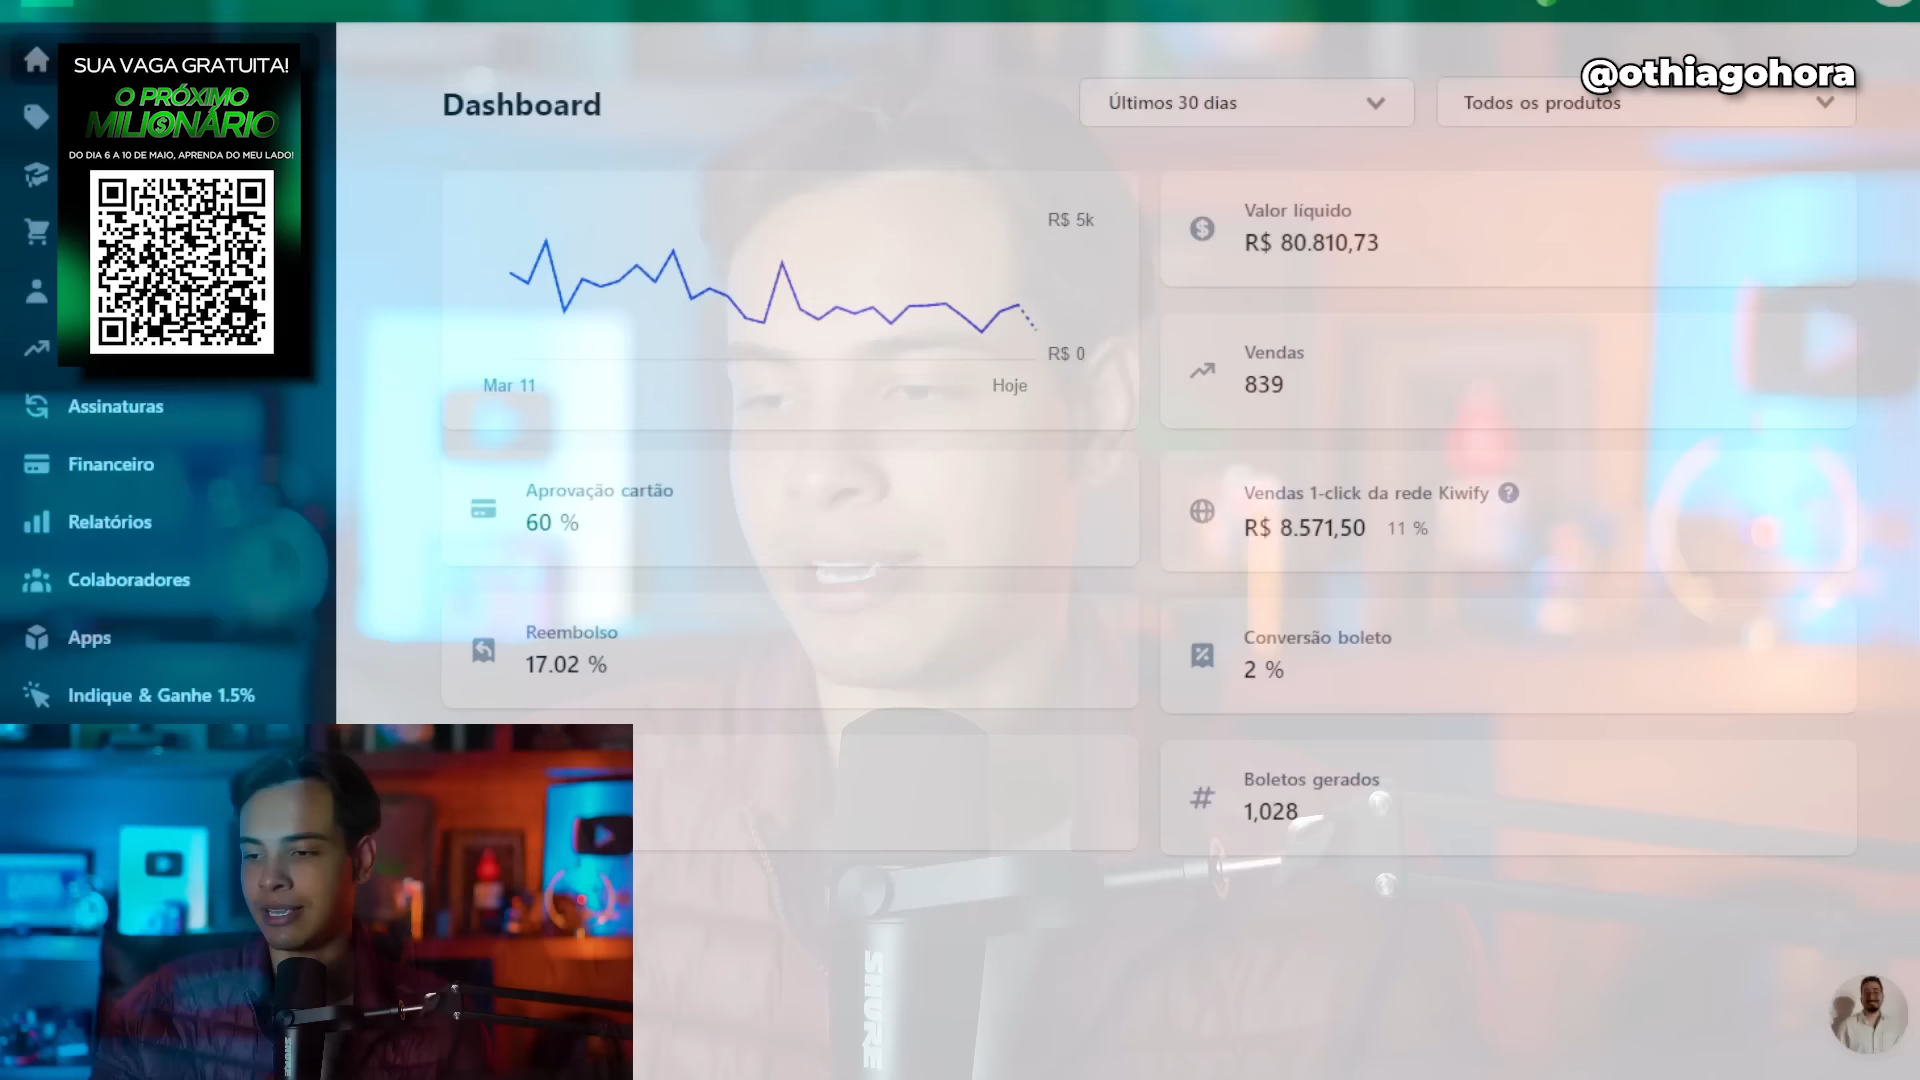 SUA VAGA GRATUITA!
O PRÓXIMO
MILIONÁRIO
DO DIA 6 A 10 DE MAIO, APRENDA DO MEU LADO!
Assinaturas
Financeiro
Relatórios
Colaboradores
Apps
Indique & Ganhe 1.5%
@othiagohora
Dashboard
Últimos 30 dias
Todos os produtos
R$ 5k
R$ 0
Mar 11
Hoje
Valor líquido
R$ 80.810,73
Vendas
839
Aprovação cartão
60 %
Vendas 1-click da rede Kiwify ?
R$ 8.571,50 11 %
Reembolso
17.02 %
Conversão boleto
2 %
Boletos gerados
1,028
SHURE
SHURE